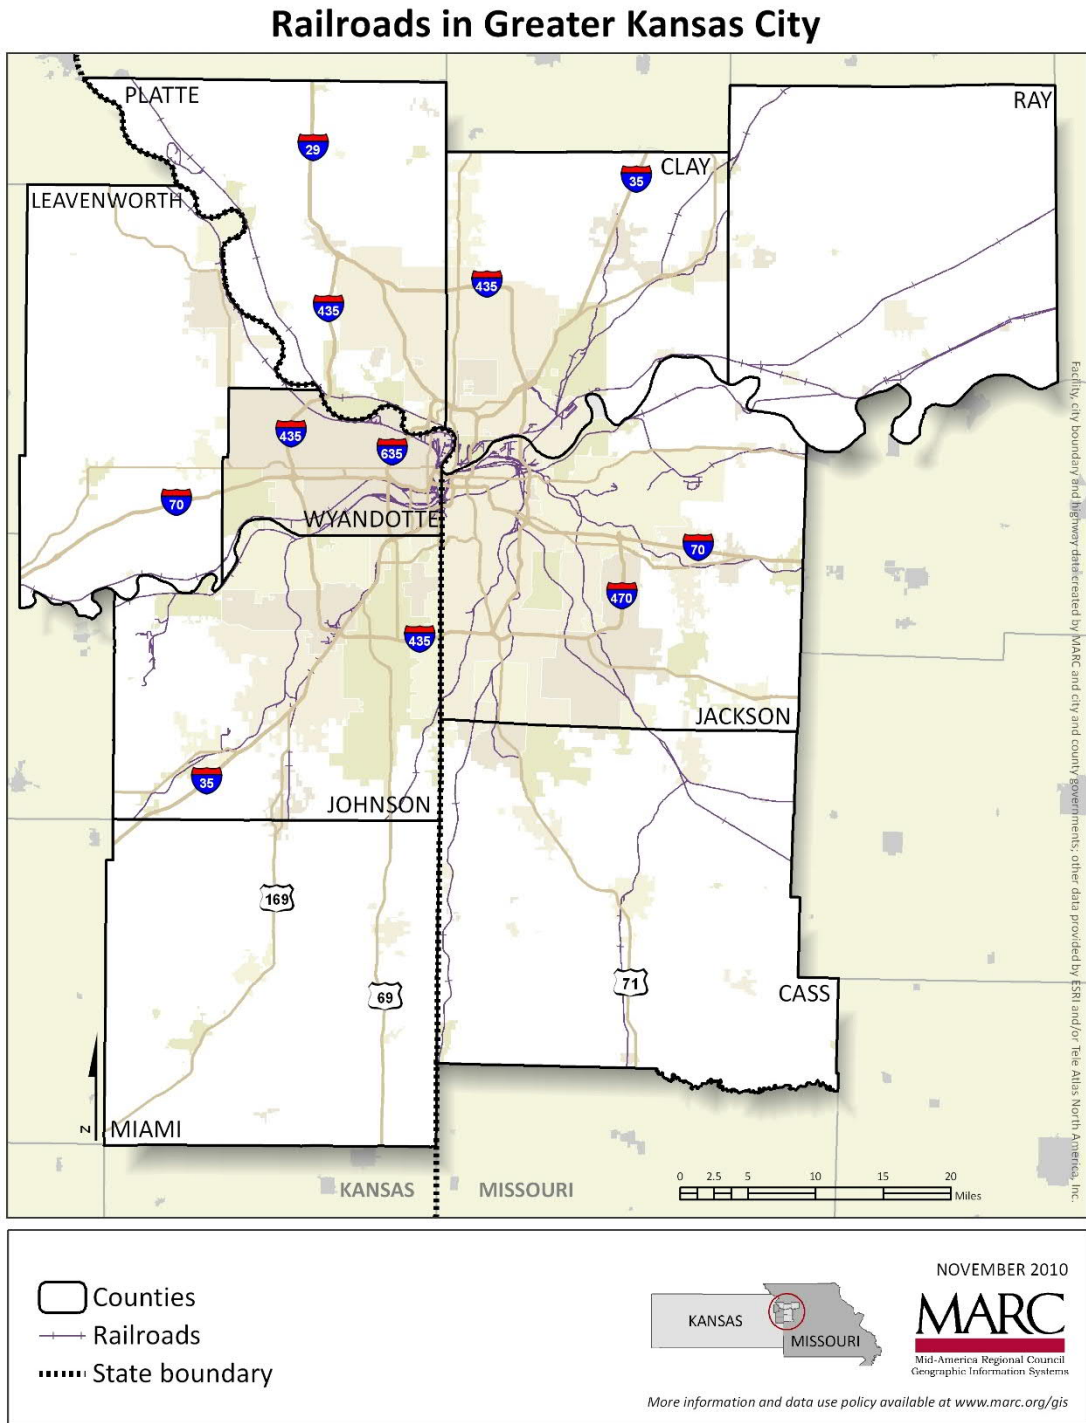 Railroads in Greater Kansas City
PLATTE
RAY
29
CLAY
35
LEAVENWORTH
435
435
435
635
70
WYANDOTTE
70
470
435
JACKSON
35
JOHNSON
169
69
71
CASS
MIAMI
N
KANSAS
MISSOURI
0 2.5 5 10 15 20
Miles
Facility, city boundary and highway data created by MARC and city and county governments; other data provided by ESRI and/or Tele Atlas North America, Inc.
Counties
Railroads
State boundary
KANSAS
MISSOURI
NOVEMBER 2010
MARC
Mid-America Regional Council
Geographic Information Systems
More information and data use policy available at www.marc.org/gis